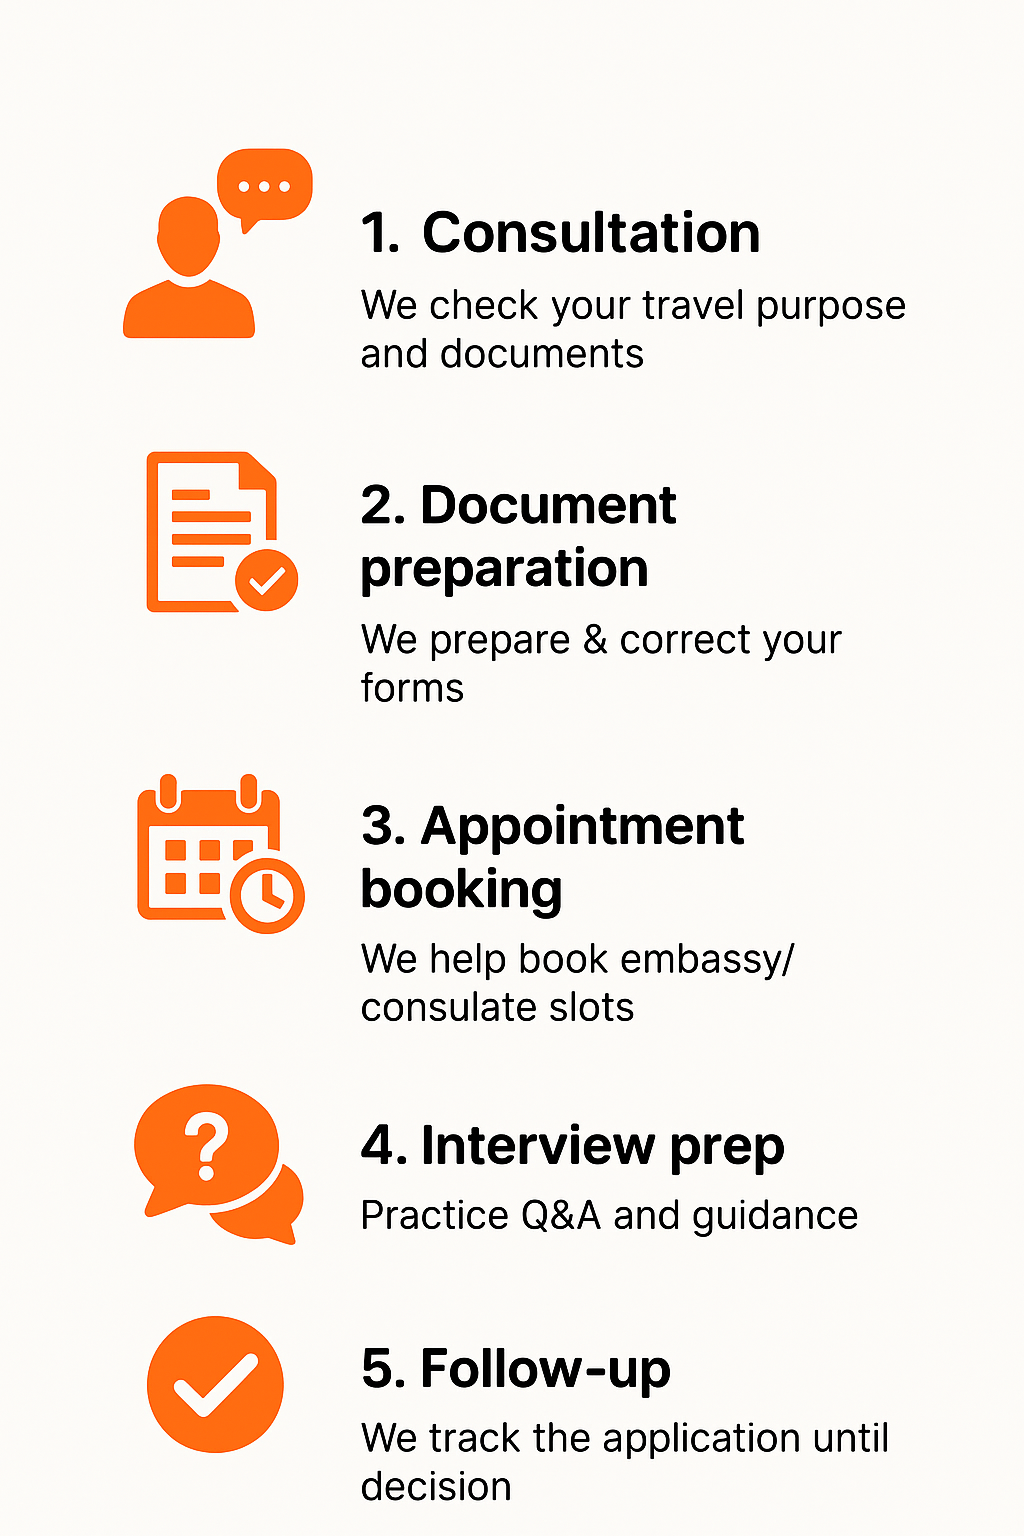 1. Consultation
We check your travel purpose
and documents
2. Document
preparation
We prepare & correct your
forms
3. Appointment
booking
We help book embassy/
consulate slots
?
4. Interview prep
Practice Q&A and guidance
5. Follow-up
We track the application until
decision